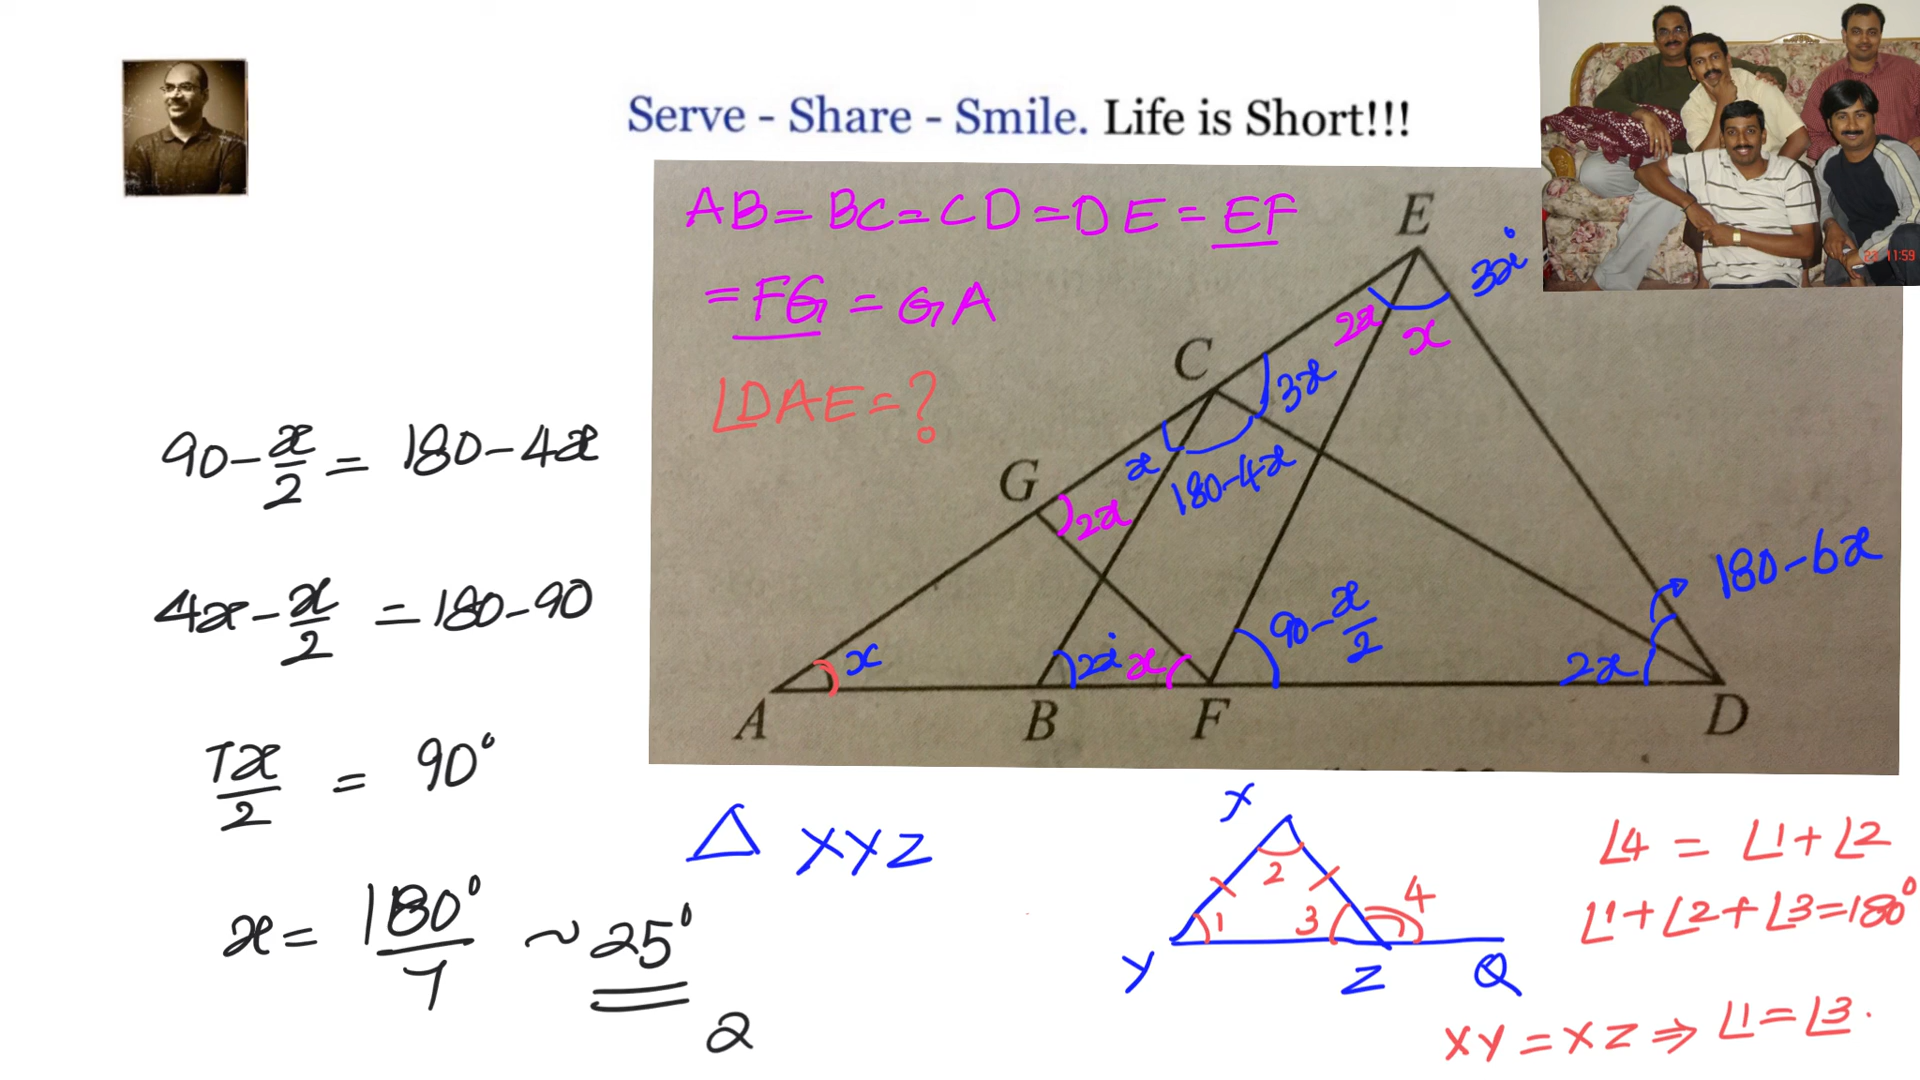 Serve - Share - Smile. Life is Short!!!
11:59
AB = BC = CD = DE = EF
= FG = GA
∠DAE = ?
E
3x°
2x
x
C
3x
x
180-4x
G
2x
180-6x
90-x/2
x
2x
x
2x
A
B
F
D
90 - x/2 = 180 - 4x
4x - x/2 = 180 - 90
7x/2 = 90°
x = 180°/7 ~ 25°
2
△ XYZ
X
2
1
3
4
Y
Z
Q
∠4 = ∠1 + ∠2
∠1 + ∠2 + ∠3 = 180°
XY = XZ ⇒ ∠1 = ∠3.